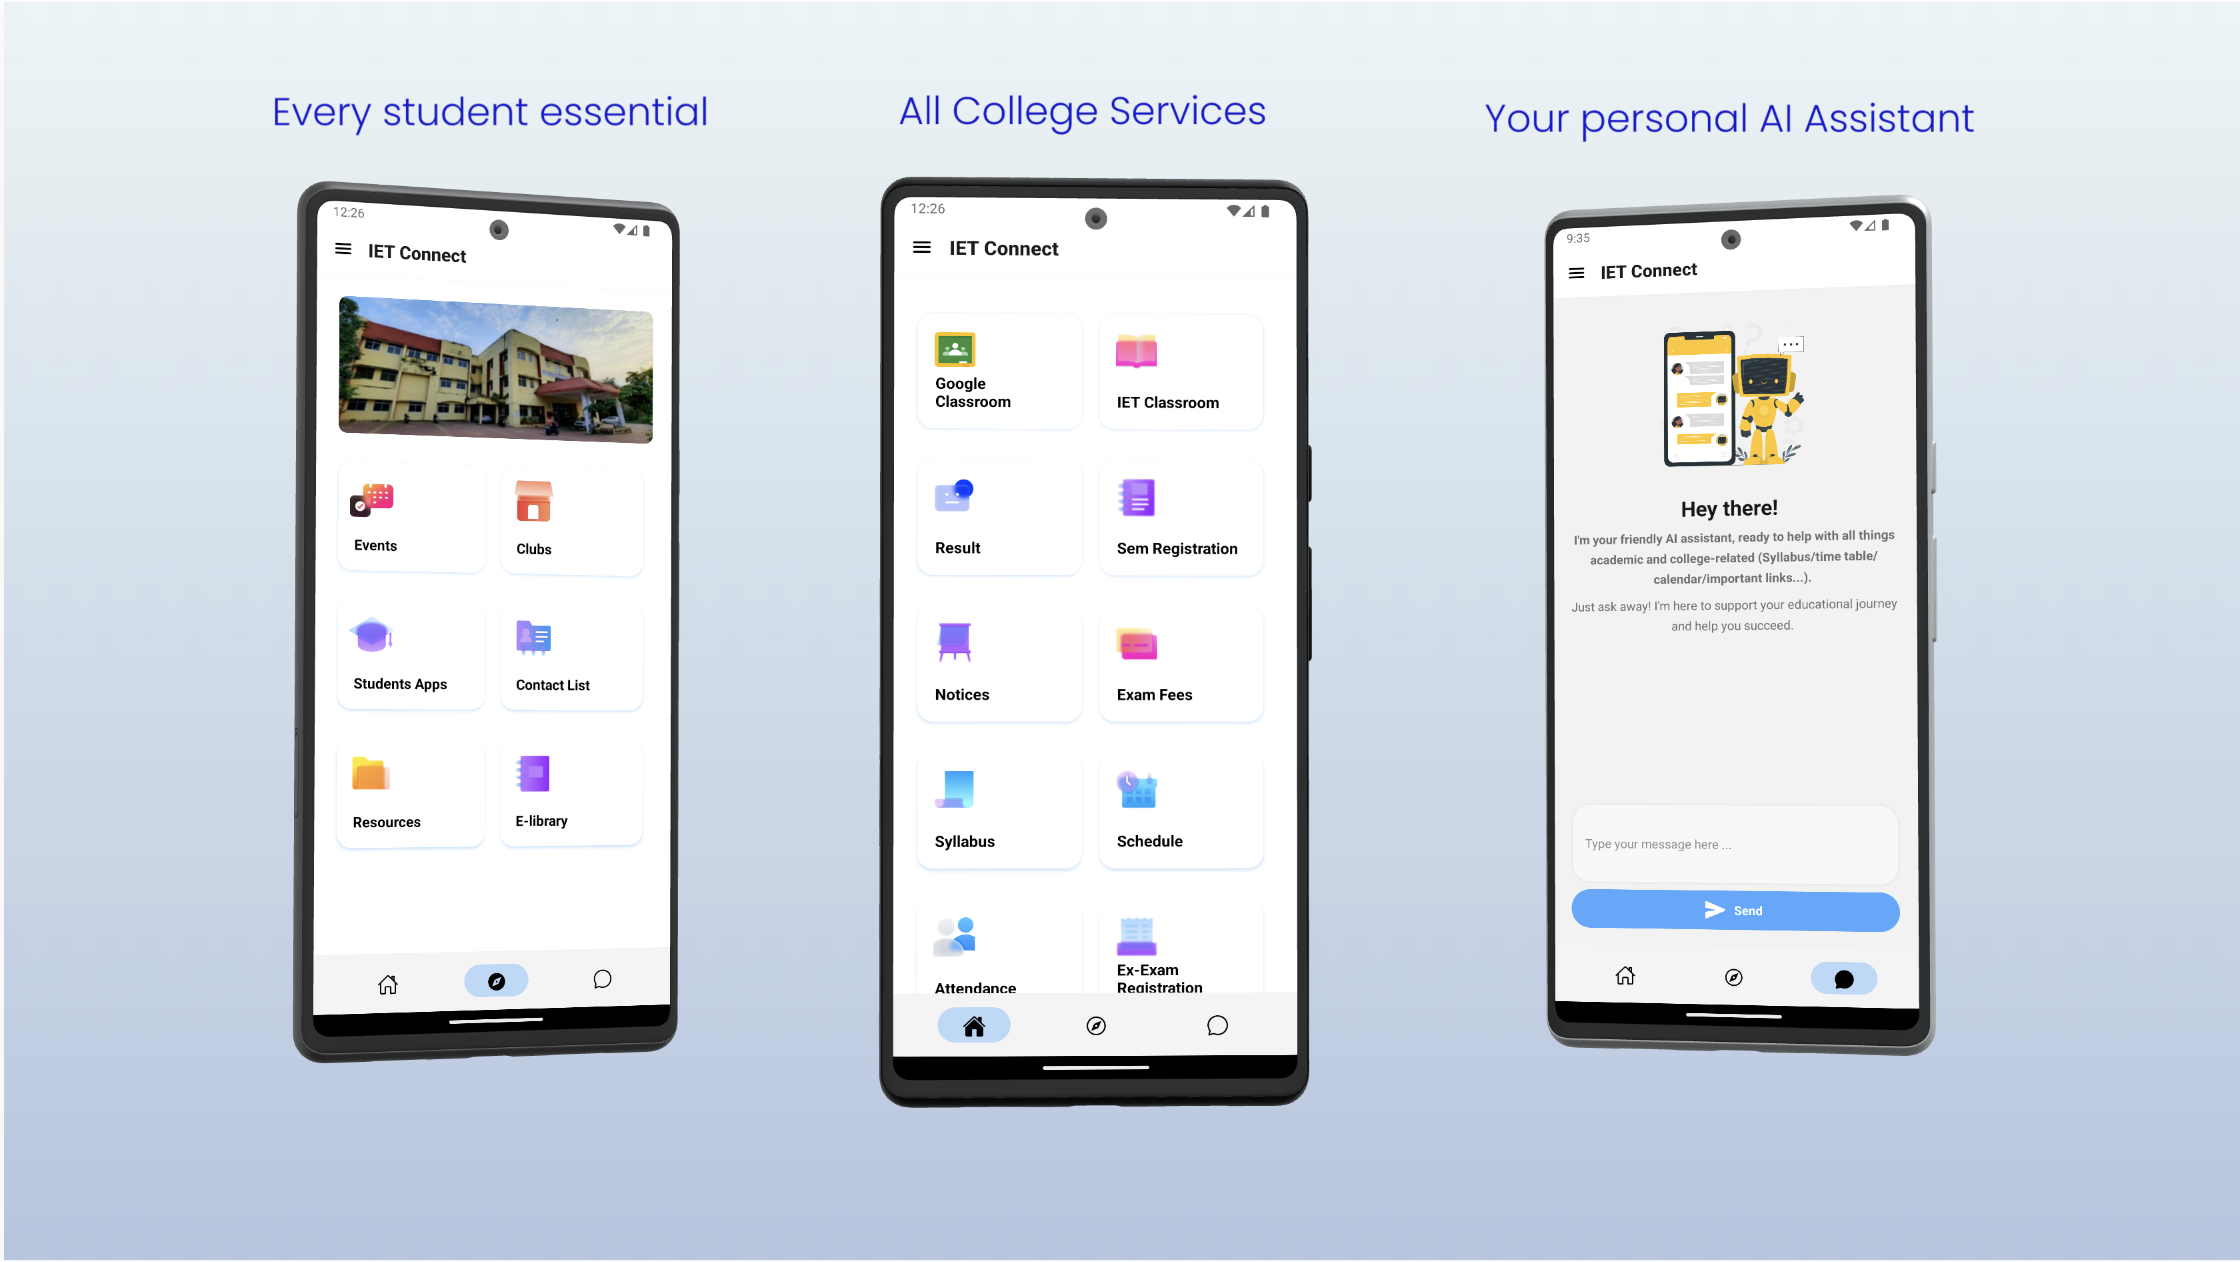 Every student essential
12:26
IET Connect
Events
Clubs
Students Apps
Contact List
Resources
E-library
All College Services
12:26
IET Connect
Google
Classroom
IET Classroom
Result
Sem Registration
Notices
Exam Fees
Syllabus
Schedule
Attendance
Ex-Exam
Registration
Your personal AI Assistant
9:35
IET Connect
Hey there!
I'm your friendly AI assistant, ready to help with all things
academic and college-related (Syllabus/time table/
calendar/important links...).
Just ask away! I'm here to support your educational journey
and help you succeed.
Type your message here ...
Send